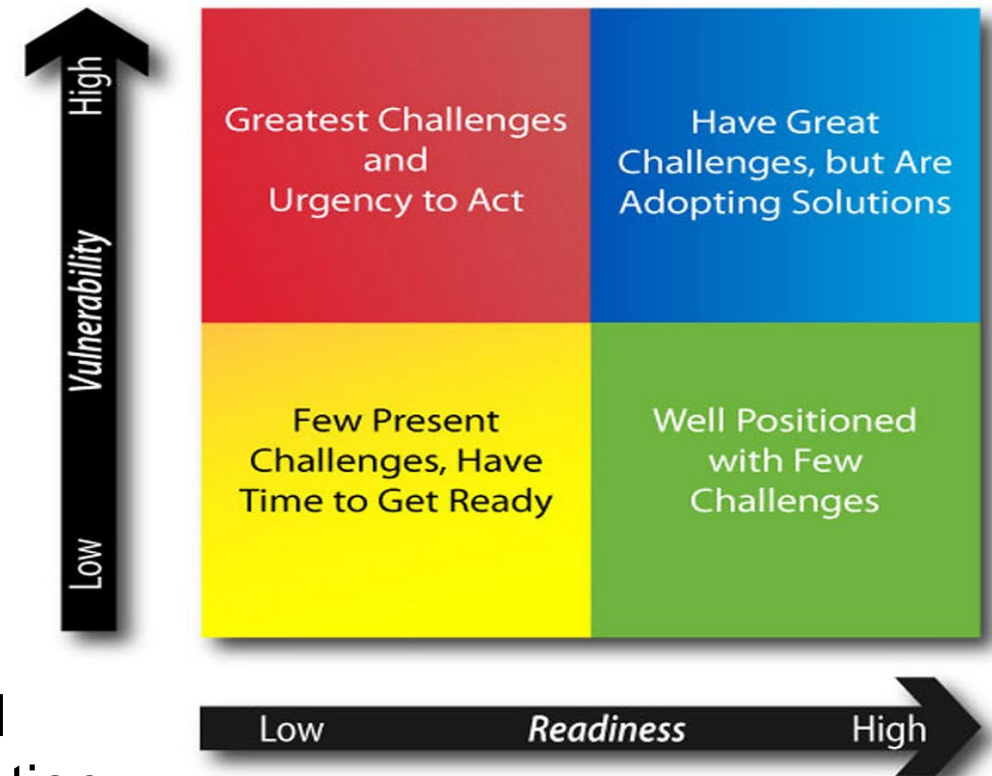 High
Vulnerability
Low
Greatest Challenges
and
Urgency to Act
Have Great
Challenges, but Are
Adopting Solutions
Few Present
Challenges, Have
Time to Get Ready
Well Positioned
with Few
Challenges
Low
Readiness
High